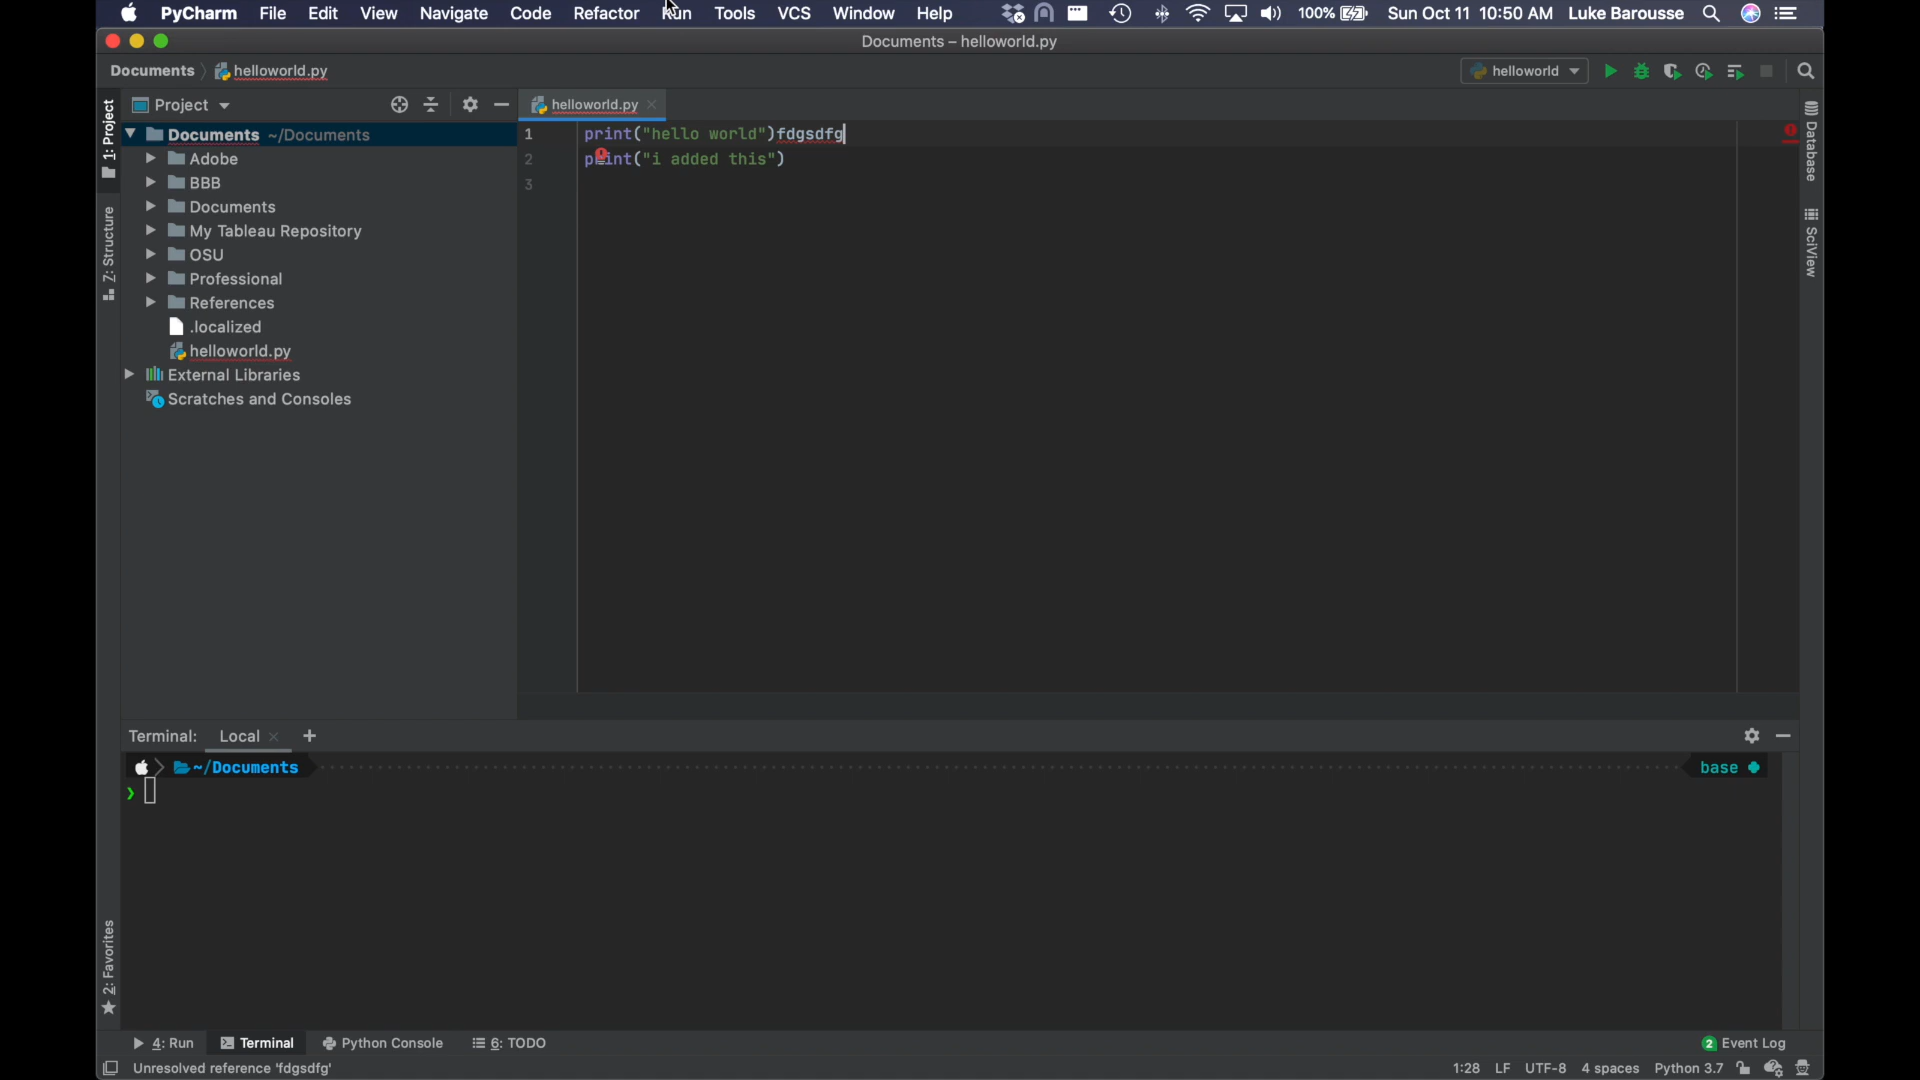 PyCharm File Edit View Navigate Code Refactor Run Tools VCS Window Help 100% Sun Oct 11 10:50 AM Luke Barousse
Documents – helloworld.py
Documents helloworld.py
helloworld
Project
helloworld.py
1: Project
Z: Structure
2: Favorites
Documents ~/Documents
Adobe
BBB
Documents
My Tableau Repository
OSU
Professional
References
.localized
helloworld.py
External Libraries
Scratches and Consoles
1 print("hello world")fdgsdfg
2 print("i added this")
3
Database
SciView
Terminal: Local +
~/Documents
base
❯
4: Run Terminal Python Console 6: TODO
2 Event Log
Unresolved reference 'fdgsdfg'
1:28 LF UTF-8 4 spaces Python 3.7